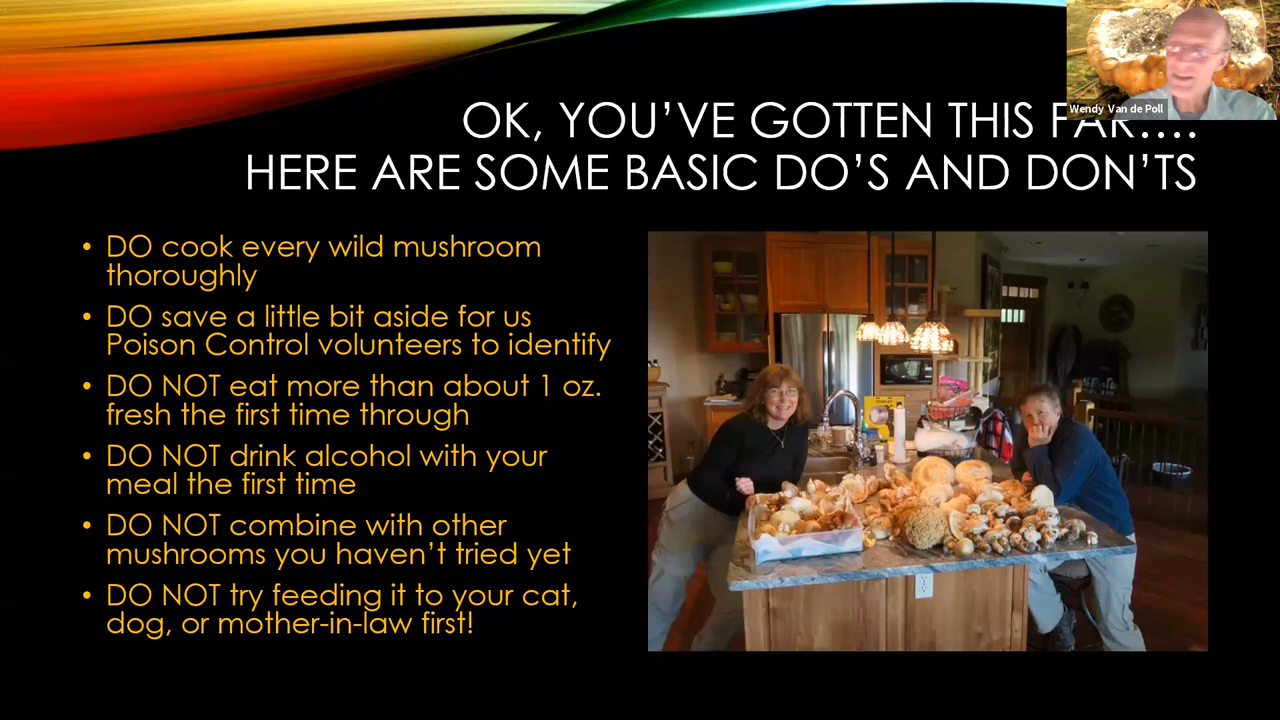 Wendy Van de Poll
OK, YOU’VE GOTTEN THIS FAR....
HERE ARE SOME BASIC DO’S AND DON’TS
• DO cook every wild mushroom
thoroughly
• DO save a little bit aside for us
Poison Control volunteers to identify
• DO NOT eat more than about 1 oz.
fresh the first time through
• DO NOT drink alcohol with your
meal the first time
• DO NOT combine with other
mushrooms you haven’t tried yet
• DO NOT try feeding it to your cat,
dog, or mother-in-law first!